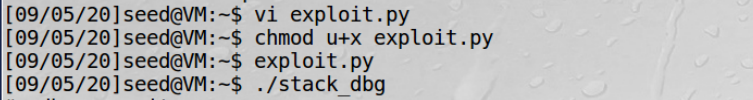 [09/05/20]seed@VM:~$ vi exploit.py
[09/05/20]seed@VM:~$ chmod u+x exploit.py
[09/05/20]seed@VM:~$ exploit.py
[09/05/20]seed@VM:~$ ./stack_dbg